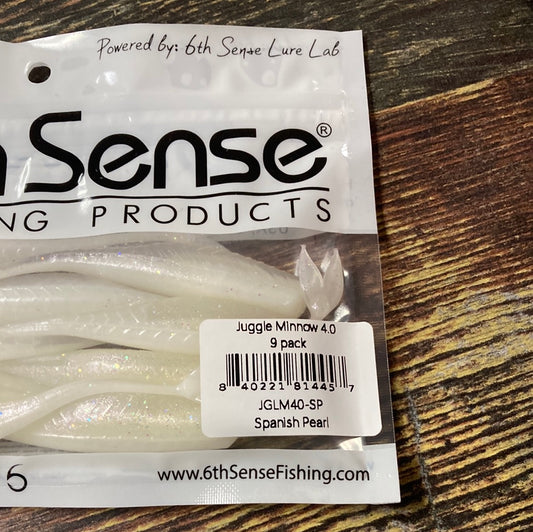 Powered by: 6th Sense Lure Lab
h Sense®
NG PRODUCTS
Juggle Minnow 4.0
9 pack
8 40221 81445 7
JGLM40-SP
Spanish Pearl
6
www.6thSenseFishing.com